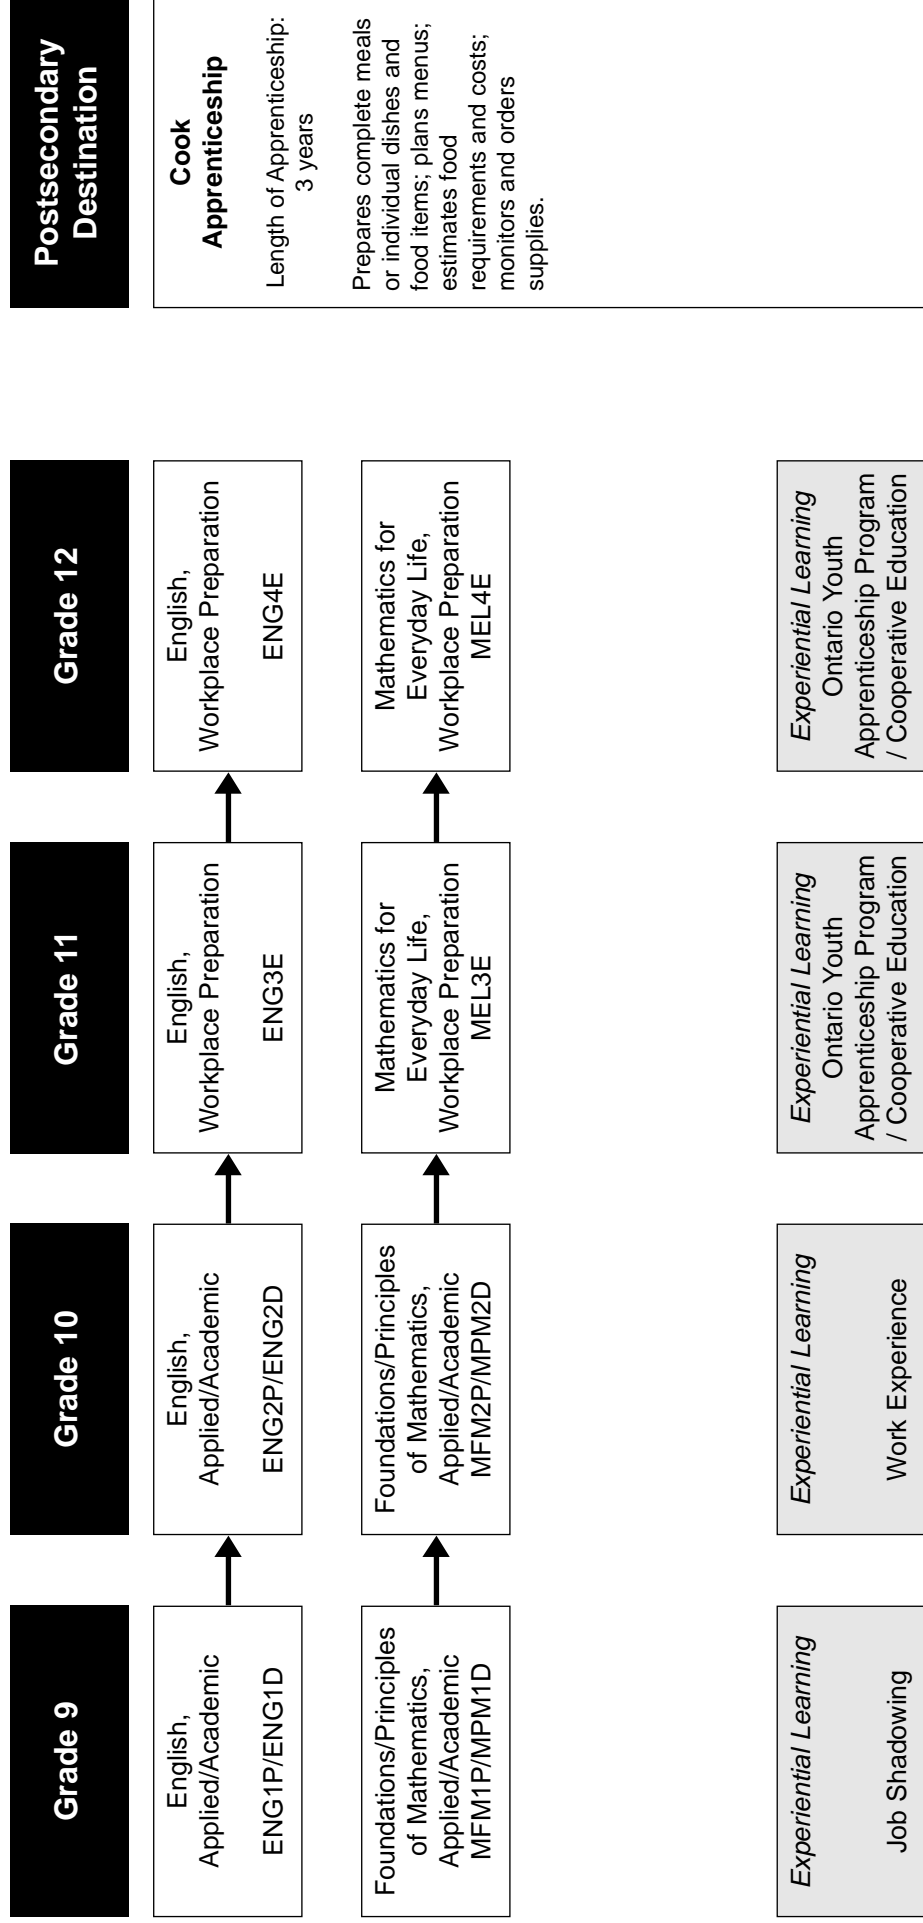 Grade 9
Grade 10
Grade 11
Grade 12
Postsecondary
Destination
English,
Applied/Academic
ENG1P/ENG1D
English,
Applied/Academic
ENG2P/ENG2D
English,
Workplace Preparation
ENG3E
English,
Workplace Preparation
ENG4E
Cook
Apprenticeship
Length of Apprenticeship:
3 years
Prepares complete meals
or individual dishes and
food items; plans menus;
estimates food
requirements and costs;
monitors and orders
supplies.
Foundations/Principles
of Mathematics,
Applied/Academic
MFM1P/MPM1D
Foundations/Principles
of Mathematics,
Applied/Academic
MFM2P/MPM2D
Mathematics for
Everyday Life,
Workplace Preparation
MEL3E
Mathematics for
Everyday Life,
Workplace Preparation
MEL4E
Experiential Learning
Job Shadowing
Experiential Learning
Work Experience
Experiential Learning
Ontario Youth
Apprenticeship Program
/ Cooperative Education
Experiential Learning
Ontario Youth
Apprenticeship Program
/ Cooperative Education